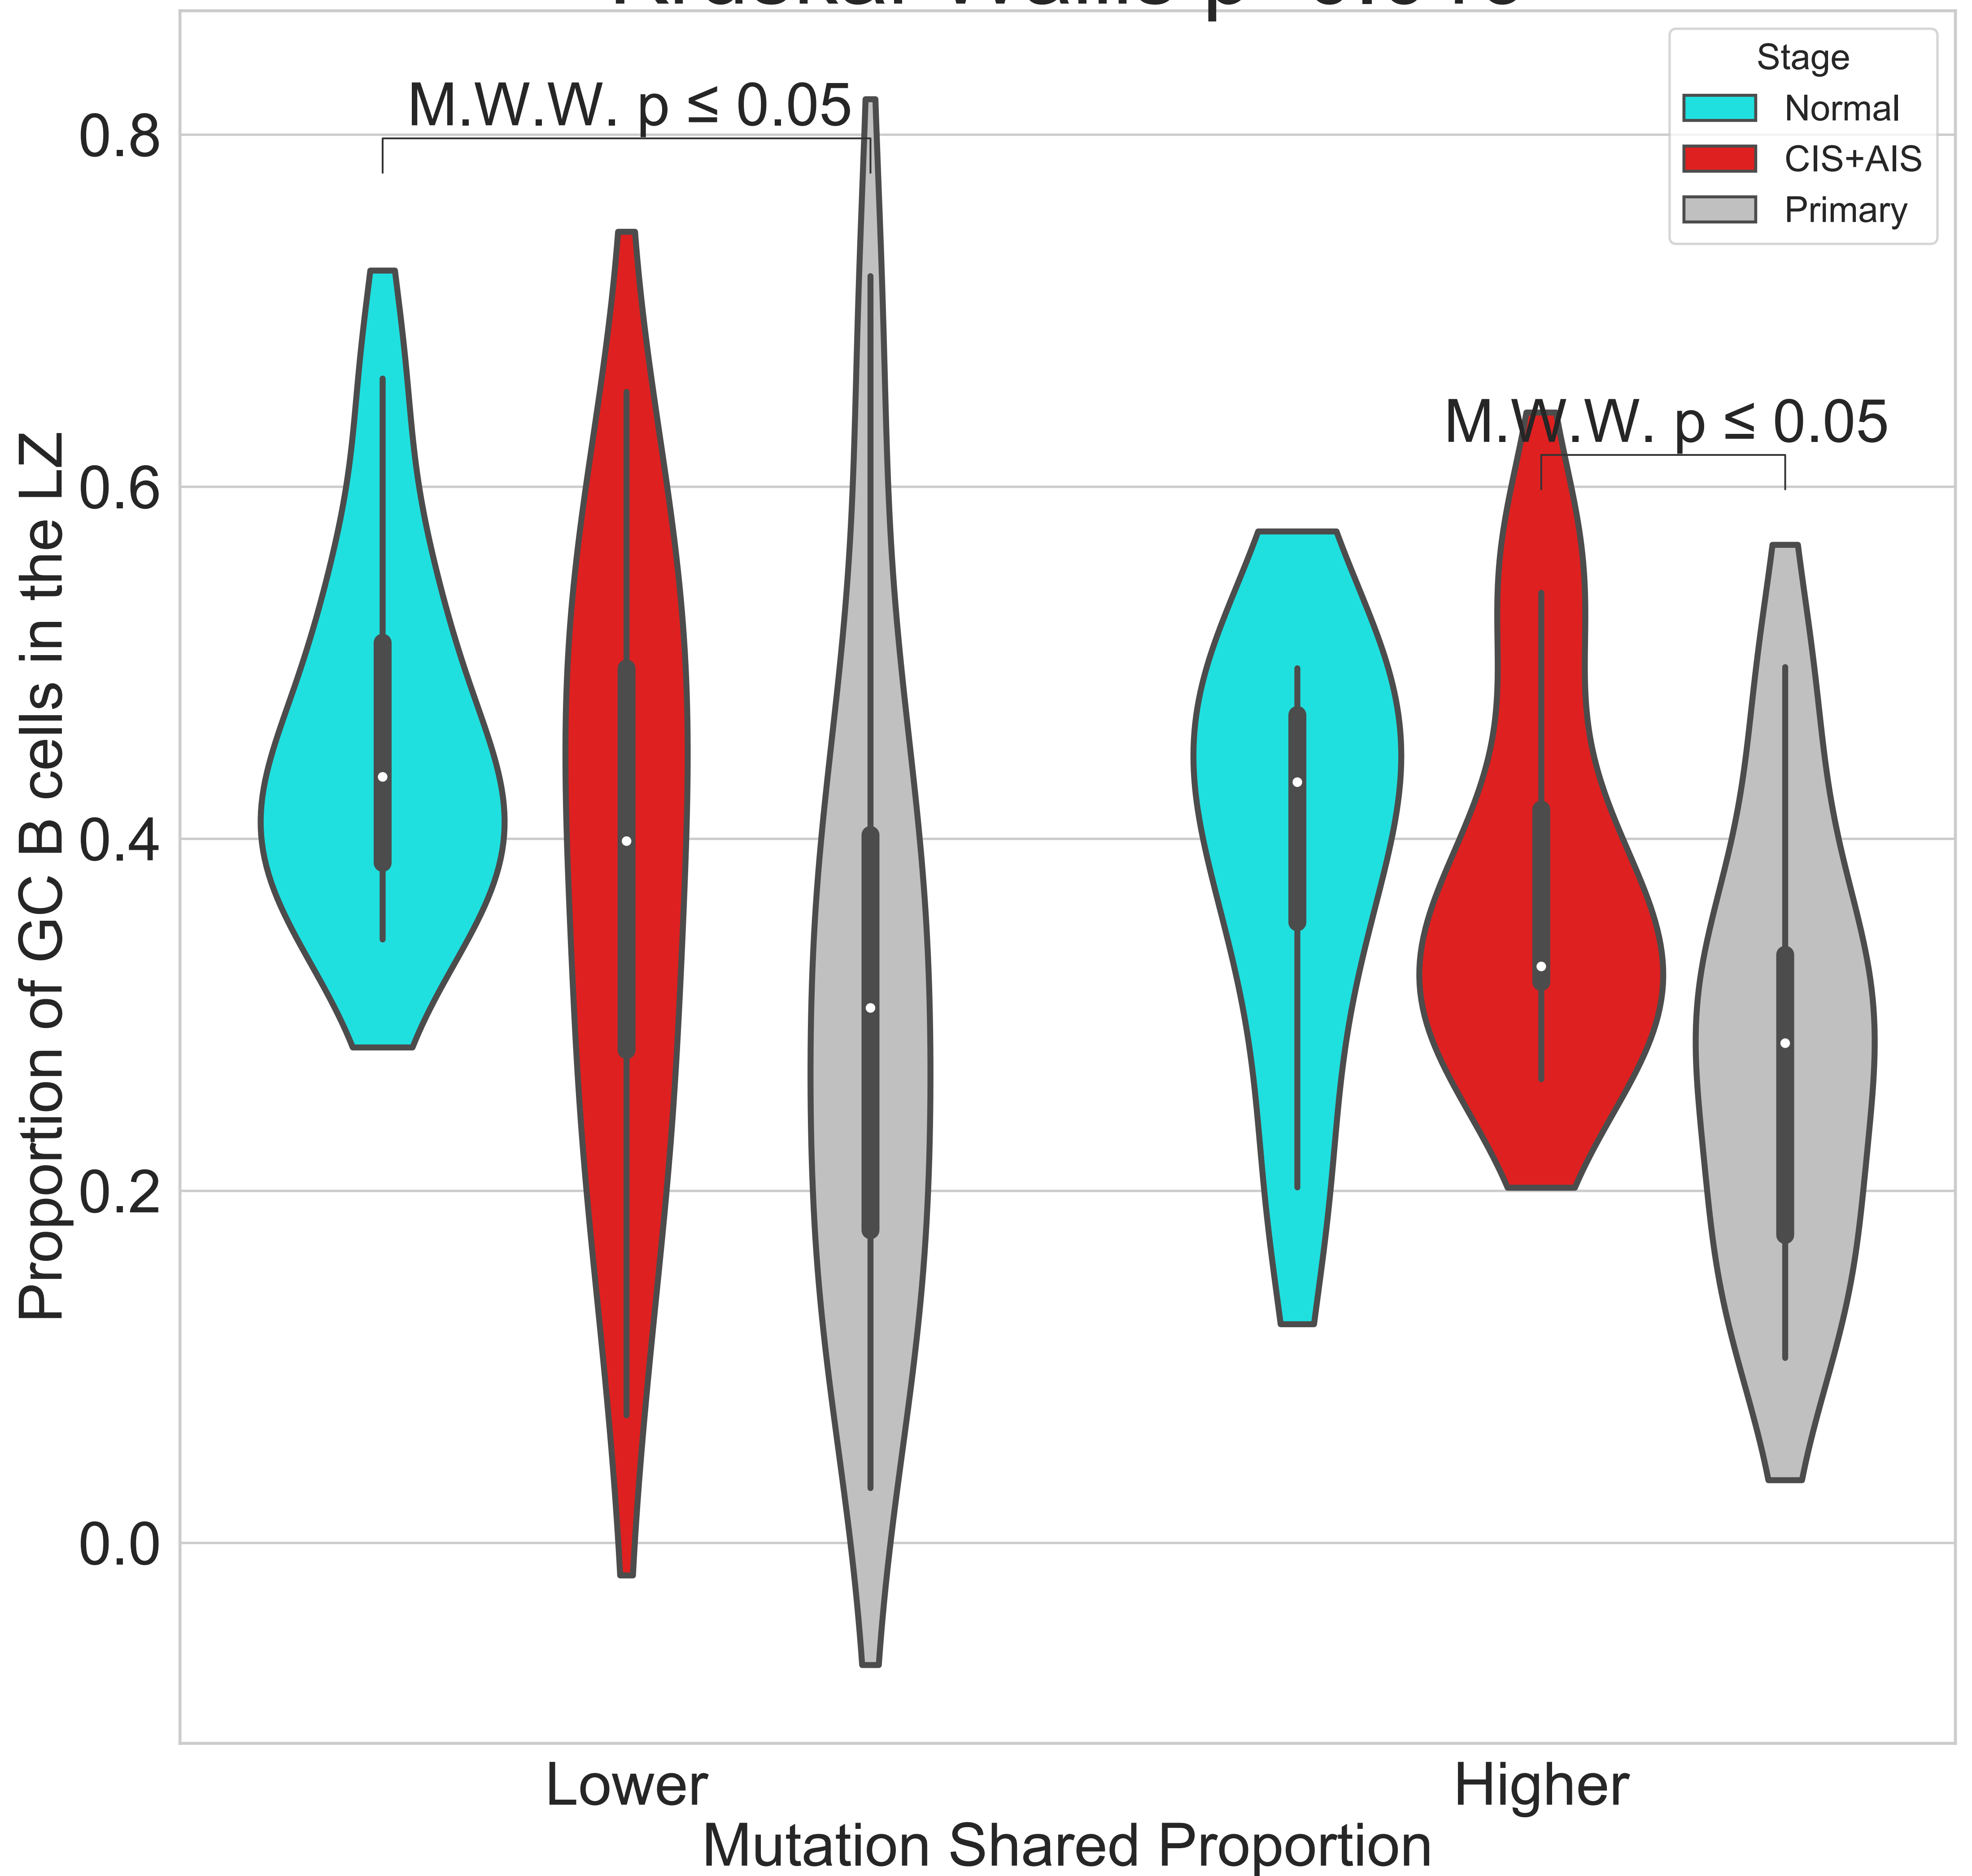 M.W.W. p ≤ 0.05
Stage
Normal
CIS+AIS
Primary
M.W.W. p ≤ 0.05
Proportion of GC B cells in the LZ
0.8
0.6
0.4
0.2
0.0
Lower
Higher
Mutation Shared Proportion